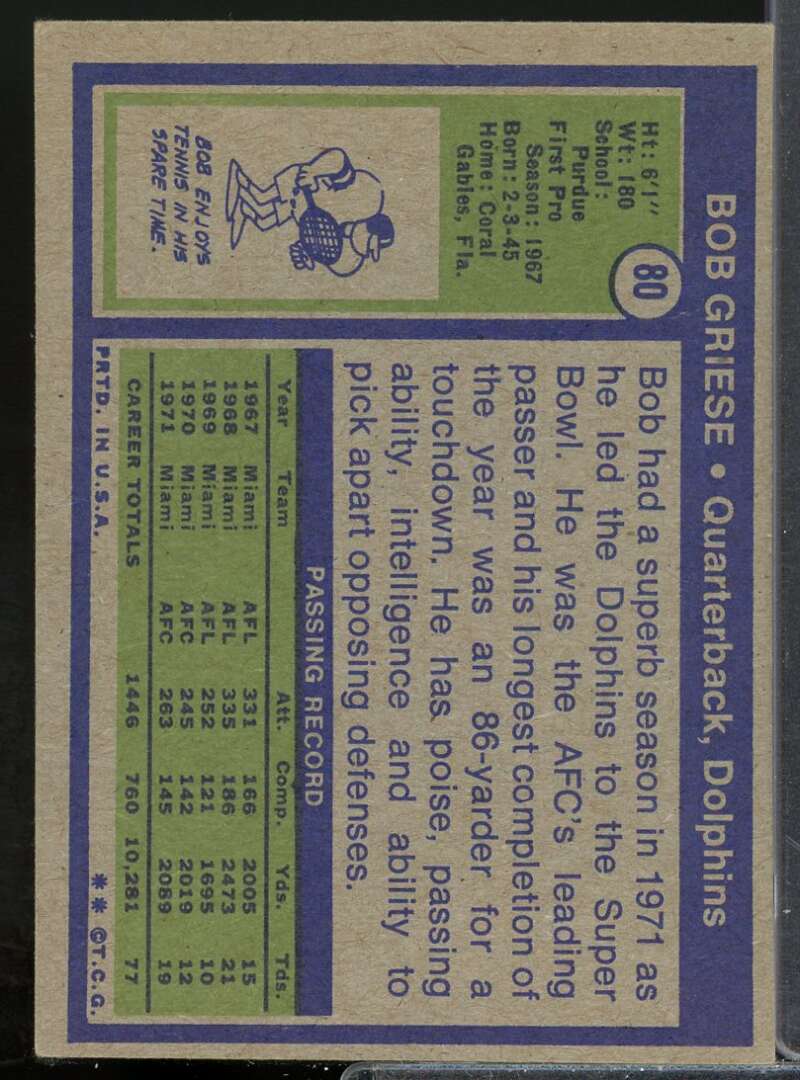 BOB GRIESE • Quarterback, Dolphins
80
Ht: 6'1"
Wt: 180
School:
Purdue
First Pro
Season: 1967
Born: 2-3-45
Home: Coral
Gables, Fla.
BOB ENJOYS
TENNIS IN HIS
SPARE TIME.
Bob had a superb season in 1971 as
he led the Dolphins to the Super
Bowl. He was the AFC's leading
passer and his longest completion of
the year was an 86-yarder for a
touchdown. He has poise, passing
ability, intelligence and ability to
pick apart opposing defenses.
PASSING RECORD
Year Team Att. Comp. Yds. Tds.
1967 Miami AFL 331 166 2005 15
1968 Miami AFL 335 186 2473 21
1969 Miami AFL 252 121 1695 10
1970 Miami AFC 245 142 2019 12
1971 Miami AFC 263 145 2089 19
CAREER TOTALS 1446 760 10,281 77
PRTD. IN U.S.A. ** ©T.C.G.